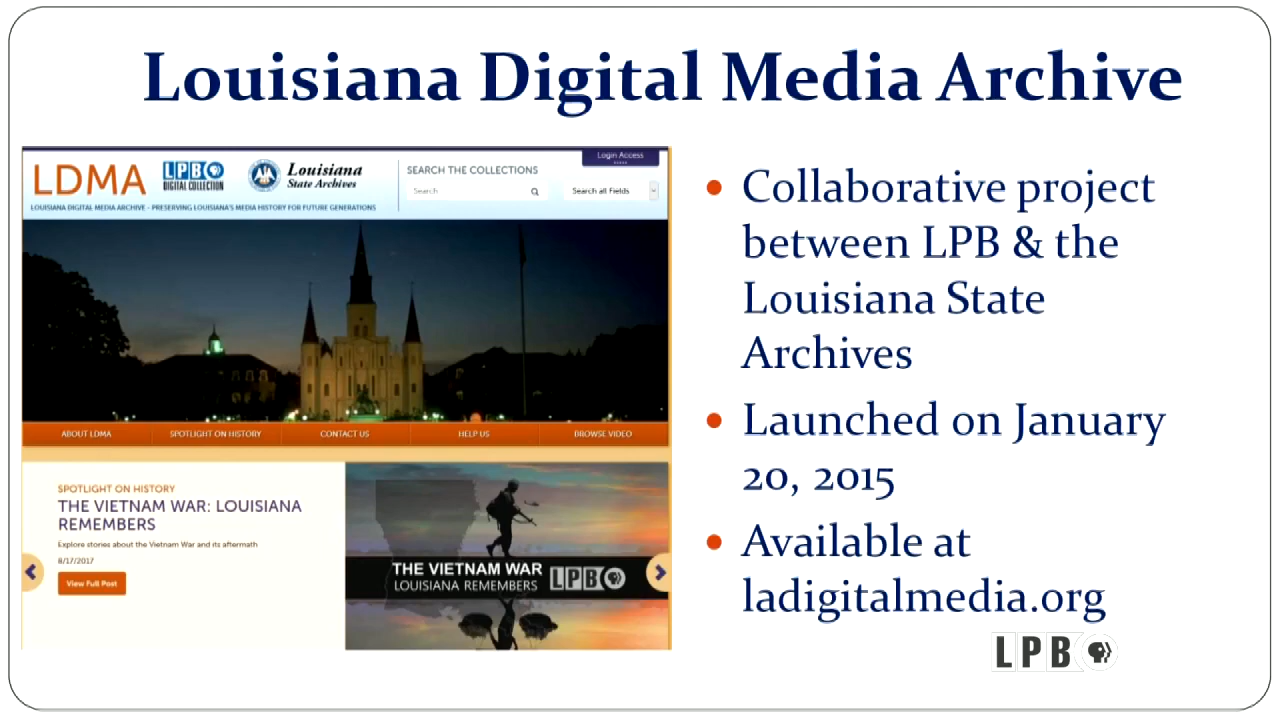 Louisiana Digital Media Archive
LDMA
LPB
DIGITAL COLLECTION
Louisiana
State Archives
LOUISIANA DIGITAL MEDIA ARCHIVE - PRESERVING LOUISIANA'S MEDIA HISTORY FOR FUTURE GENERATIONS
SEARCH THE COLLECTIONS
Search
Search all Fields
Login Access
ABOUT LDMA
SPOTLIGHT ON HISTORY
CONTACT US
HELP US
BROWSE VIDEO
SPOTLIGHT ON HISTORY
THE VIETNAM WAR: LOUISIANA
REMEMBERS
Explore stories about the Vietnam War and its aftermath
8/17/2017
View Full Post
THE VIETNAM WAR
LOUISIANA REMEMBERS
LPB
• Collaborative project
between LPB & the
Louisiana State
Archives
• Launched on January
20, 2015
• Available at
ladigitalmedia.org
LPB